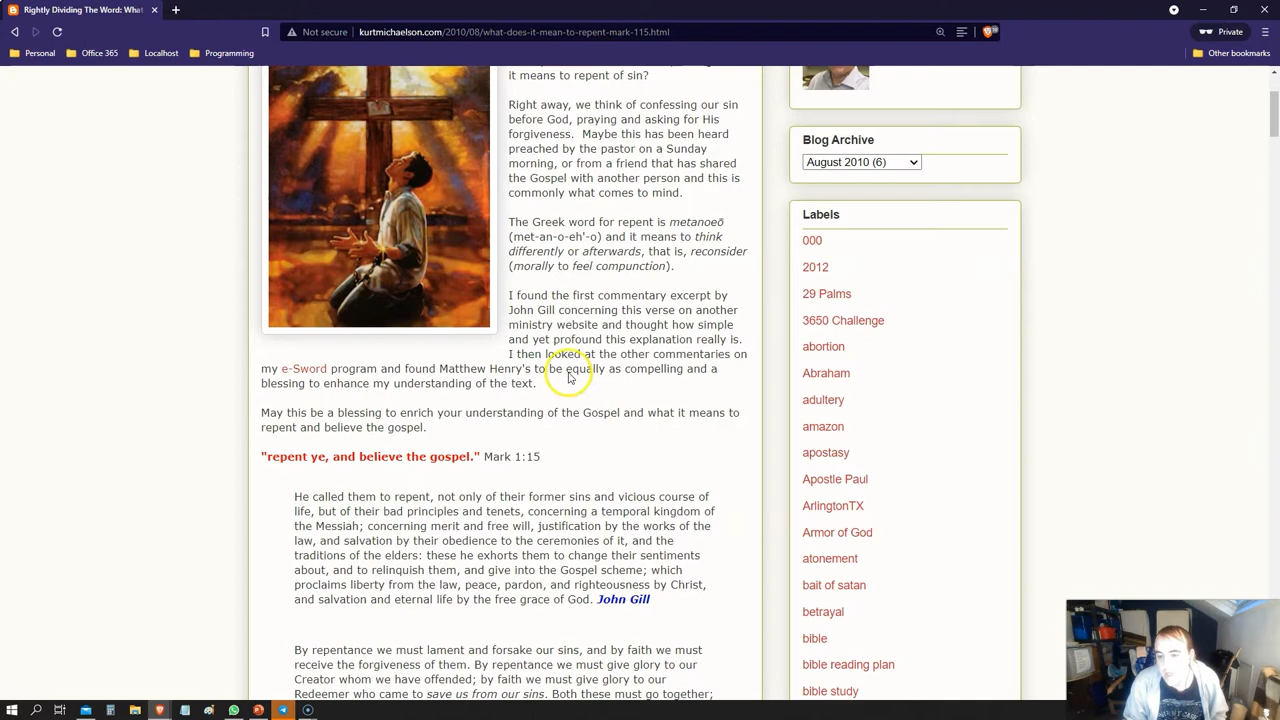 Rightly Dividing The Word: What
Not secure
kurtmichaelson.com/2010/08/what-does-it-mean-to-repent-mark-115.html
Private
Personal
Office 365
Localhost
Programming
Other bookmarks
it means to repent of sin?
Right away, we think of confessing our sin
before God, praying and asking for His
forgiveness. Maybe this has been heard
preached by the pastor on a Sunday
morning, or from a friend that has shared
the Gospel with another person and this is
commonly what comes to mind.
The Greek word for repent is metanoeō
(met-an-o-eh'-o) and it means to think
differently or afterwards, that is, reconsider
(morally to feel compunction).
I found the first commentary excerpt by
John Gill concerning this verse on another
ministry website and thought how simple
and yet profound this explanation really is.
I then looked at the other commentaries on
my e-Sword program and found Matthew Henry's to be equally as compelling and a
blessing to enhance my understanding of the text.
May this be a blessing to enrich your understanding of the Gospel and what it means to
repent and believe the gospel.
"repent ye, and believe the gospel." Mark 1:15
He called them to repent, not only of their former sins and vicious course of
life, but of their bad principles and tenets, concerning a temporal kingdom of
the Messiah; concerning merit and free will, justification by the works of the
law, and salvation by their obedience to the ceremonies of it, and the
traditions of the elders: these he exhorts them to change their sentiments
about, and to relinquish them, and give into the Gospel scheme; which
proclaims liberty from the law, peace, pardon, and righteousness by Christ,
and salvation and eternal life by the free grace of God. John Gill
By repentance we must lament and forsake our sins, and by faith we must
receive the forgiveness of them. By repentance we must give glory to our
Creator whom we have offended; by faith we must give glory to our
Redeemer who came to save us from our sins. Both these must go together;
Blog Archive
August 2010 (6)
Labels
000
2012
29 Palms
3650 Challenge
abortion
Abraham
adultery
amazon
apostasy
Apostle Paul
ArlingtonTX
Armor of God
atonement
bait of satan
betrayal
bible
bible reading plan
bible study